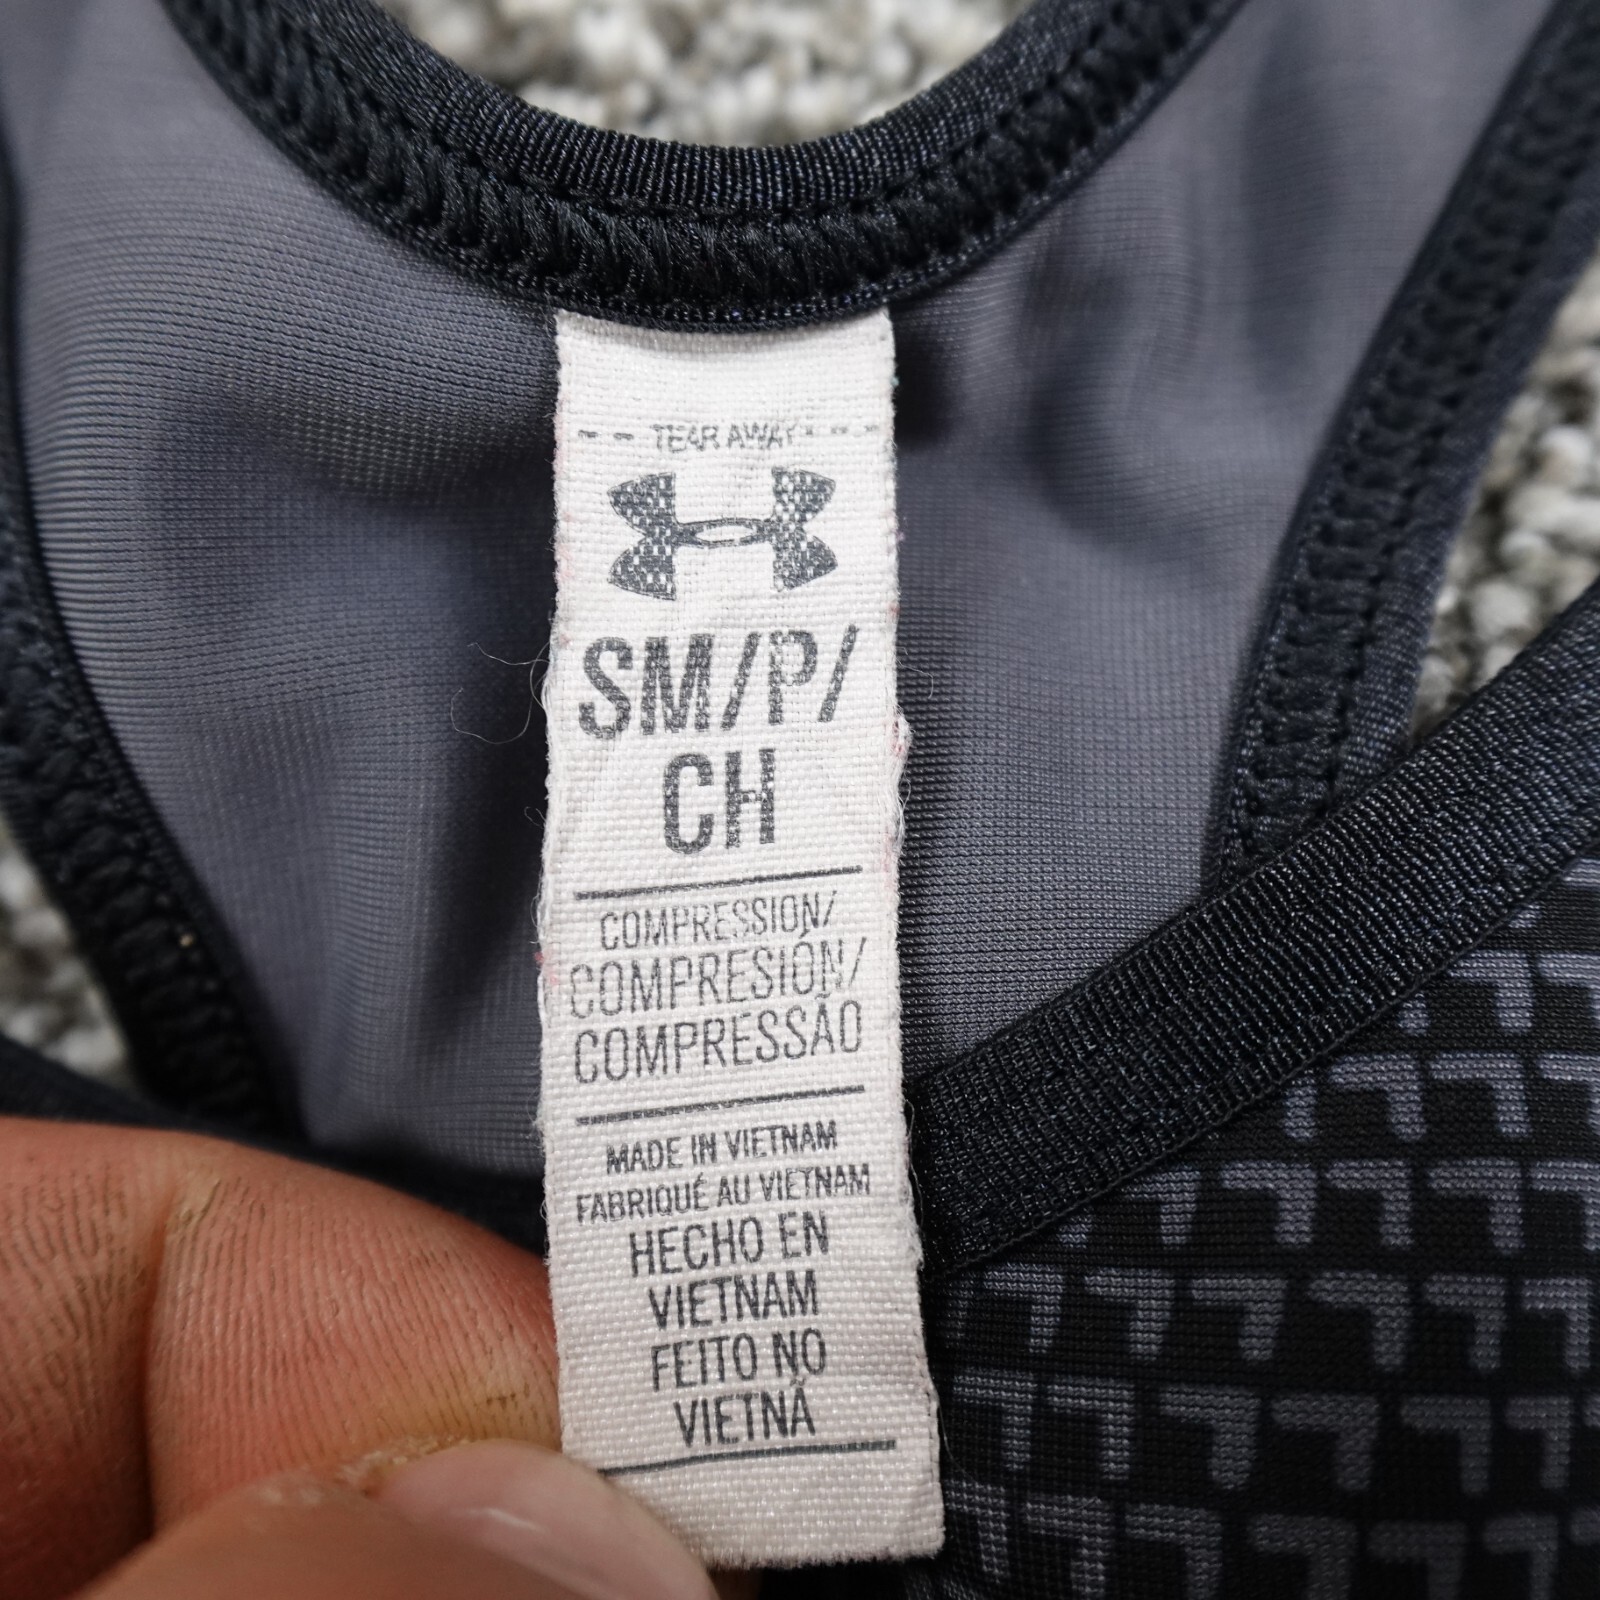 - - TEAR AWAY - -
SM/P/
CH
COMPRESSION/
COMPRESIÓN/
COMPRESSÃO
MADE IN VIETNAM
FABRIQUÉ AU VIETNAM
HECHO EN
VIETNAM
FEITO NO
VIETNÃ